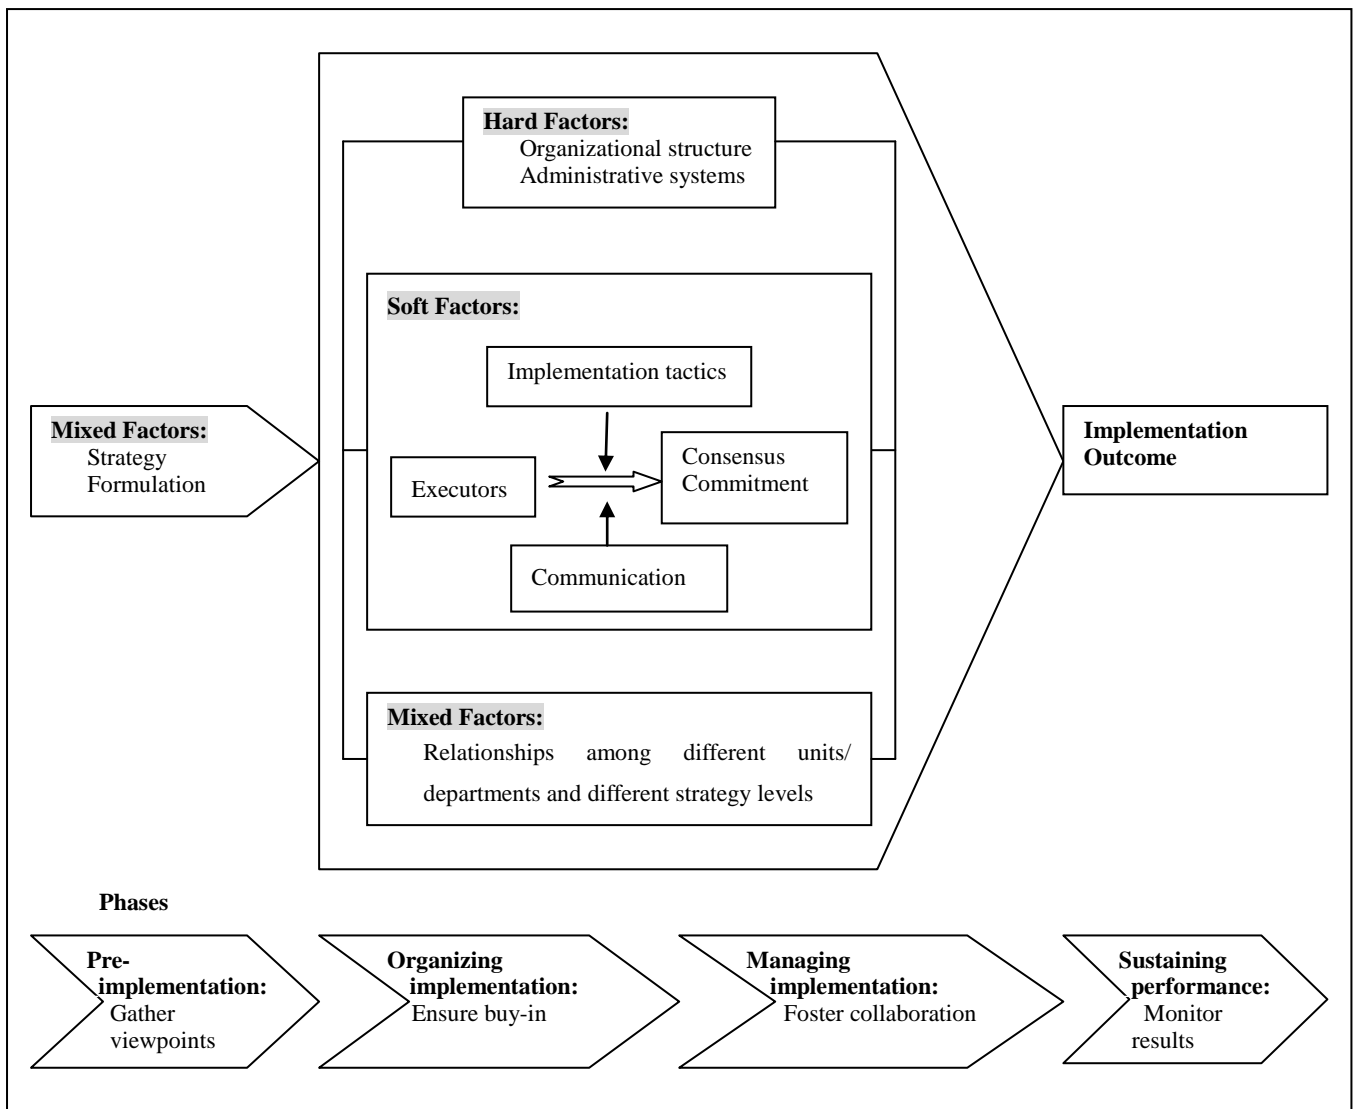 Hard Factors:
Organizational structure
Administrative systems
Soft Factors:
Implementation tactics
Mixed Factors:
Strategy
Formulation
Executors
Consensus
Commitment
Communication
Implementation
Outcome
Mixed Factors:
Relationships among different units/
departments and different strategy levels
Phases
Pre-
implementation:
Gather
viewpoints
Organizing
implementation:
Ensure buy-in
Managing
implementation:
Foster collaboration
Sustaining
performance:
Monitor
results